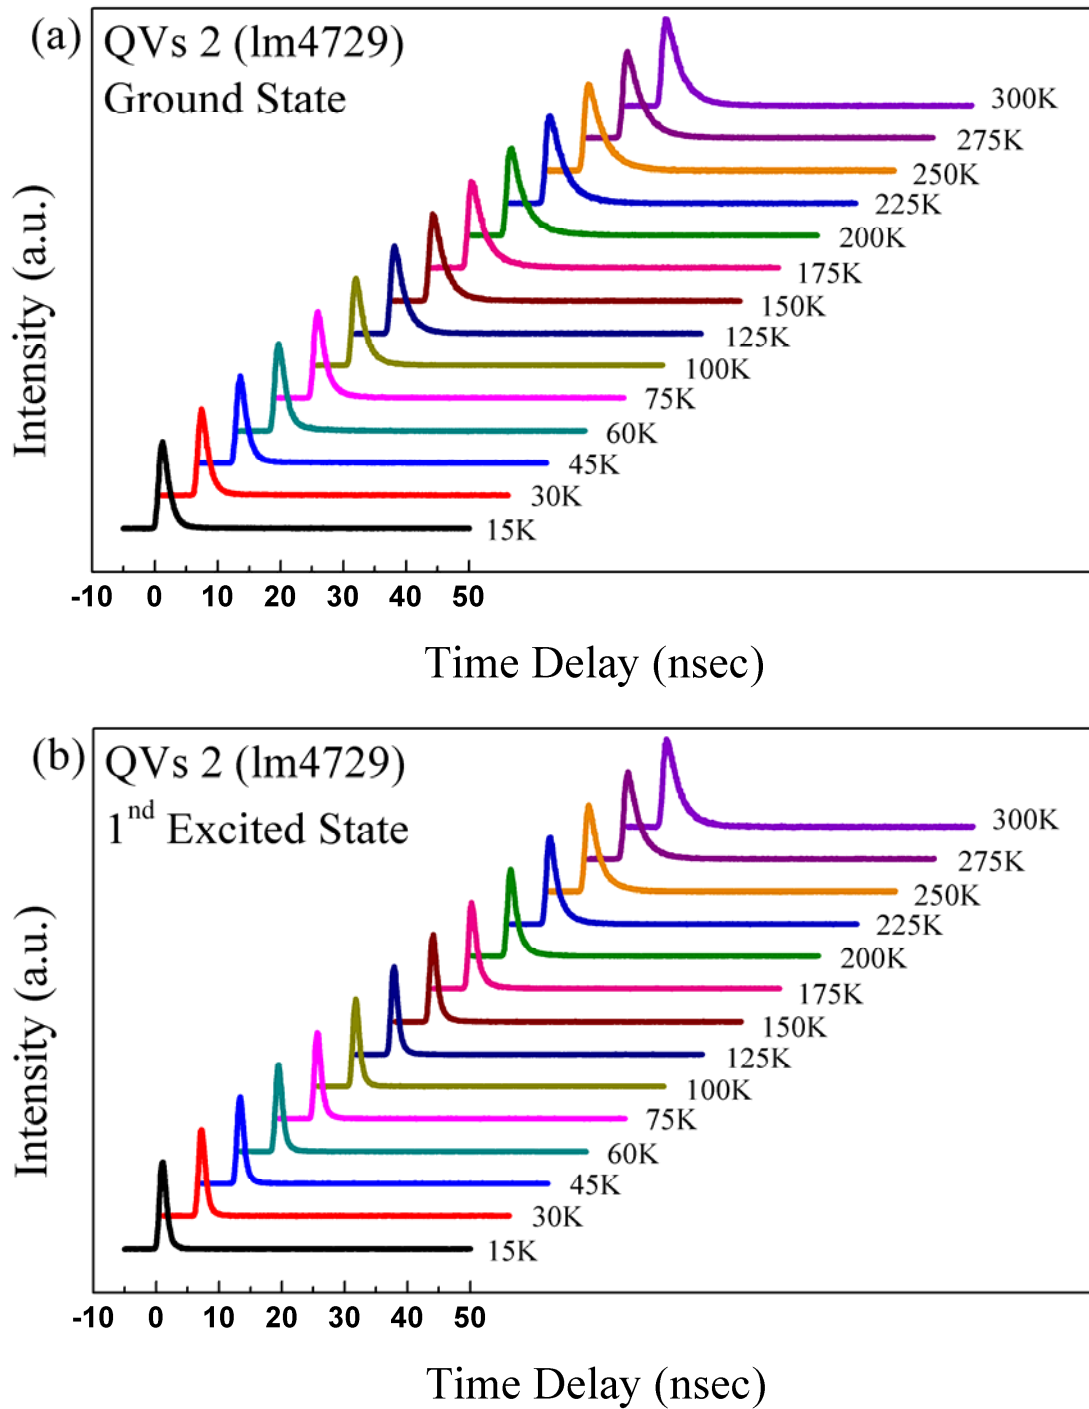 (a)
QVs 2 (lm4729)
Ground State
Intensity (a.u.)
300K
275K
250K
225K
200K
175K
150K
125K
100K
75K
60K
45K
30K
15K
-10 0 10 20 30 40 50
Time Delay (nsec)
(b)
QVs 2 (lm4729)
1nd Excited State
Intensity (a.u.)
300K
275K
250K
225K
200K
175K
150K
125K
100K
75K
60K
45K
30K
15K
-10 0 10 20 30 40 50
Time Delay (nsec)